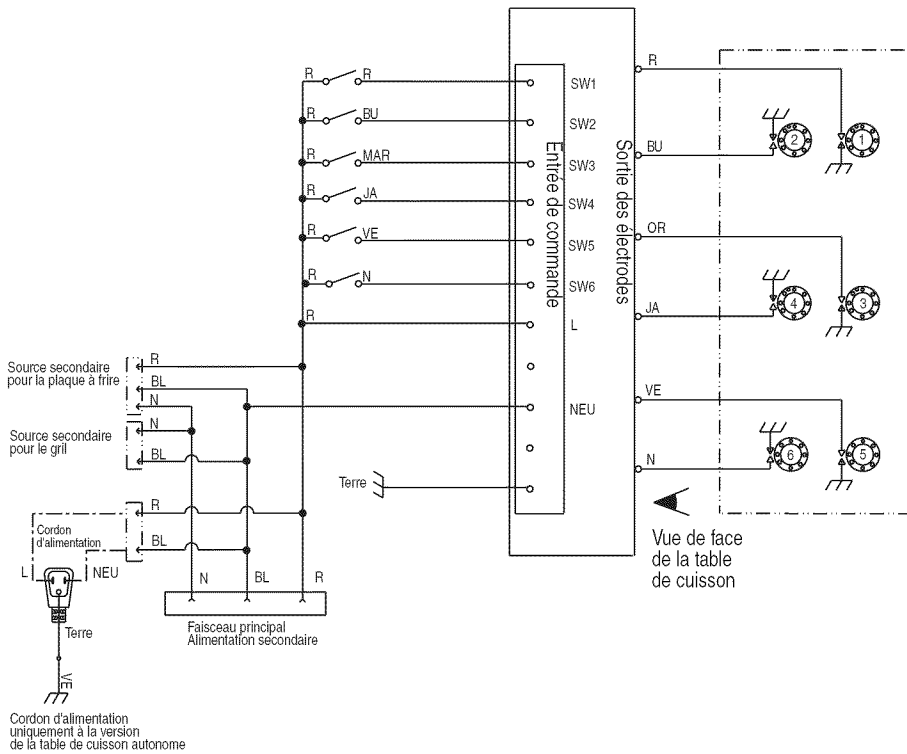 R
R
R
SW1
R
BU
SW2
BU
2
1
R
MAR
SW3
R
JA
SW4
R
VE
SW5
OR
R
N
SW6
4
3
JA
R
L
Entrée de commande
Sortie des électrodes
Source secondaire
pour la plaque à frire
R
BL
N
NEU
VE
Source secondaire
pour le gril
N
BL
6
5
N
Terre
Vue de face
de la table
de cuisson
Cordon
d'alimentation
R
BL
L
NEU
N
BL
R
Terre
Faisceau principal
Alimentation secondaire
VE
Cordon d'alimentation
uniquement à la version
de la table de cuisson autonome